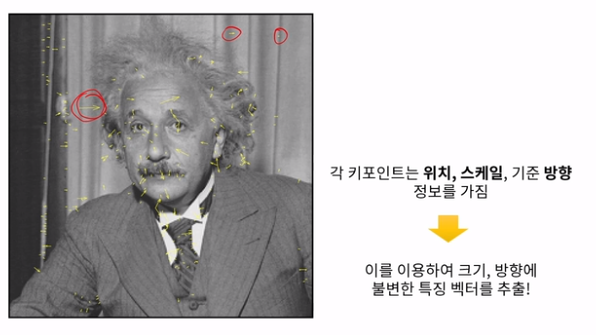 각 키포인트는 위치, 스케일, 기준 방향
정보를 가짐
이를 이용하여 크기, 방향에
불변한 특징 벡터를 추출!